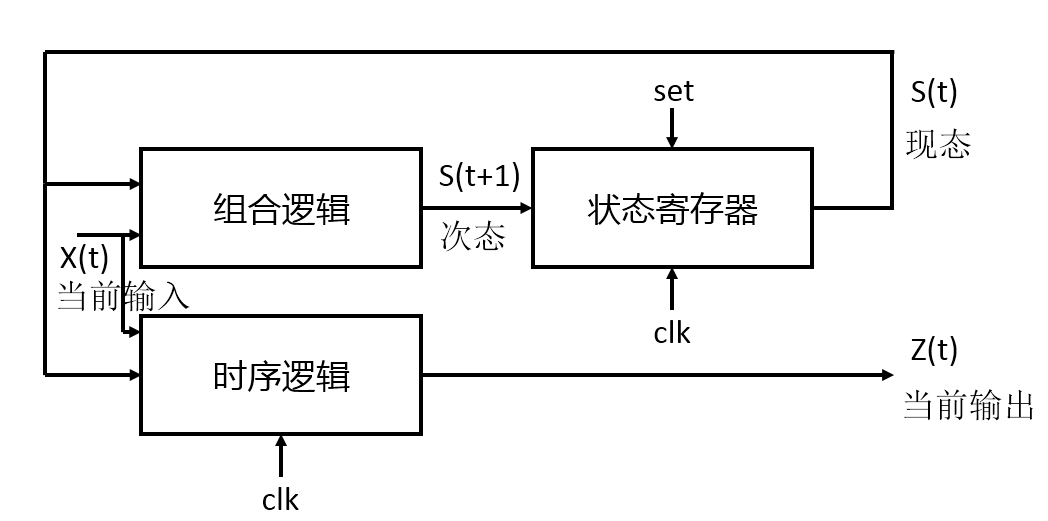 set
S(t)
现态
组合逻辑
S(t+1)
次态
状态寄存器
X(t)
当前输入
clk
时序逻辑
Z(t)
当前输出
clk